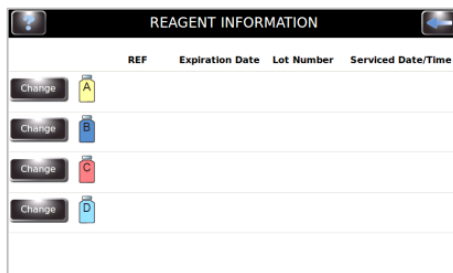 ?
REAGENT INFORMATION
REF Expiration Date Lot Number Serviced Date/Time
Change A
Change B
Change C
Change D